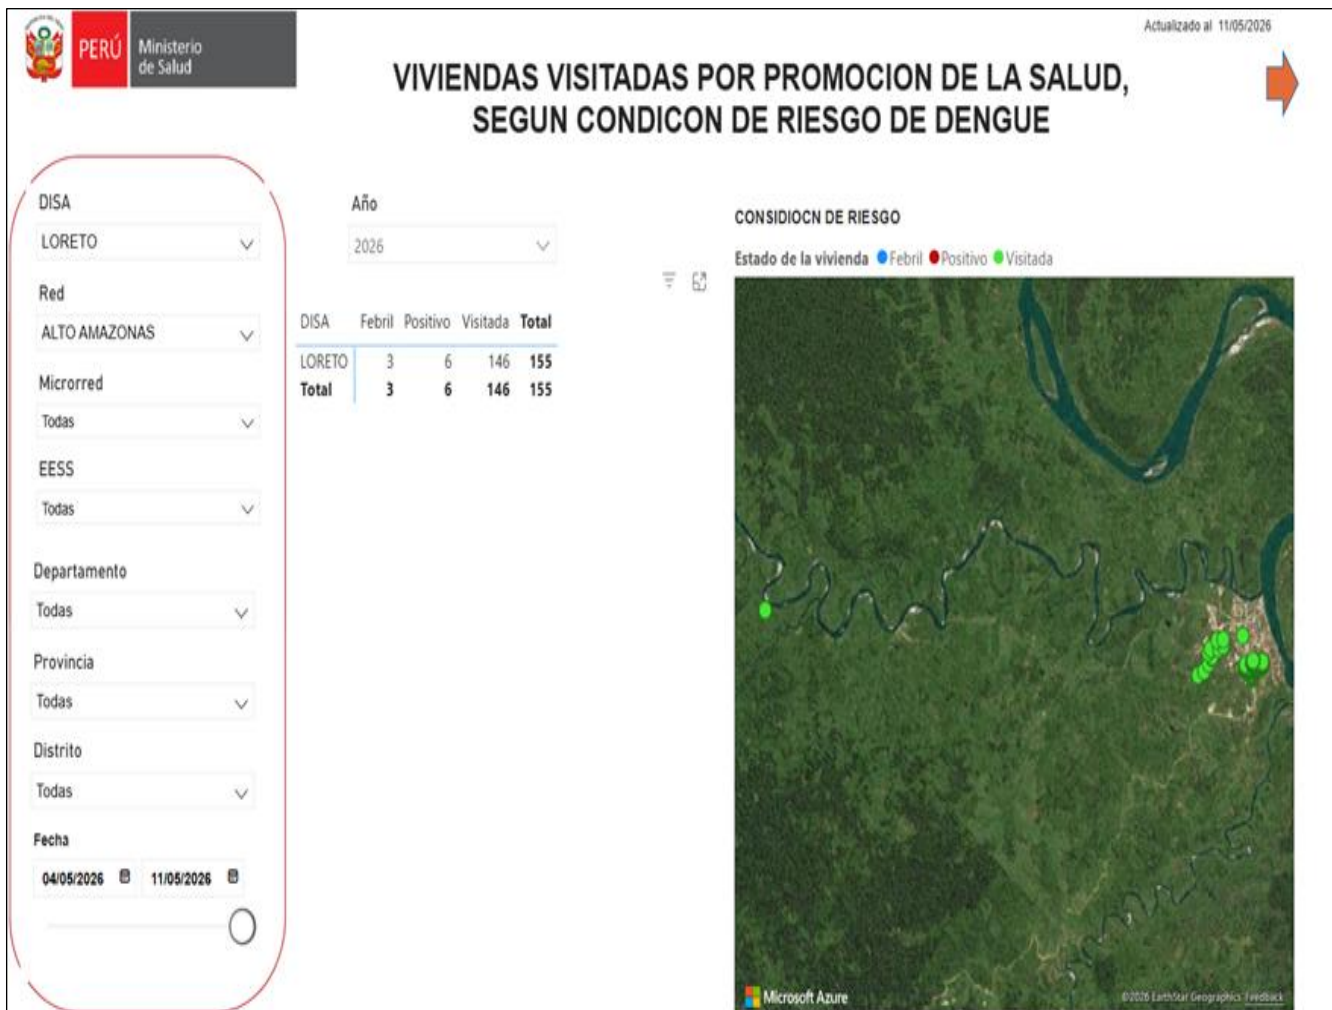 PERÚ
Ministerio
de Salud
Actualizado al 11/05/2026
VIVIENDAS VISITADAS POR PROMOCION DE LA SALUD,
SEGUN CONDICON DE RIESGO DE DENGUE
DISA
LORETO
Red
ALTO AMAZONAS
Microrred
Todas
EESS
Todas
Departamento
Todas
Provincia
Todas
Distrito
Todas
Fecha
04/05/2026 11/05/2026
Año
2026
DISA Febril Positivo Visitada Total
LORETO 3 6 146 155
Total 3 6 146 155
CONSIDIOCN DE RIESGO
Estado de la vivienda Febril Positivo Visitada
Microsoft Azure
©2026 EarthStar Geographics Feedback